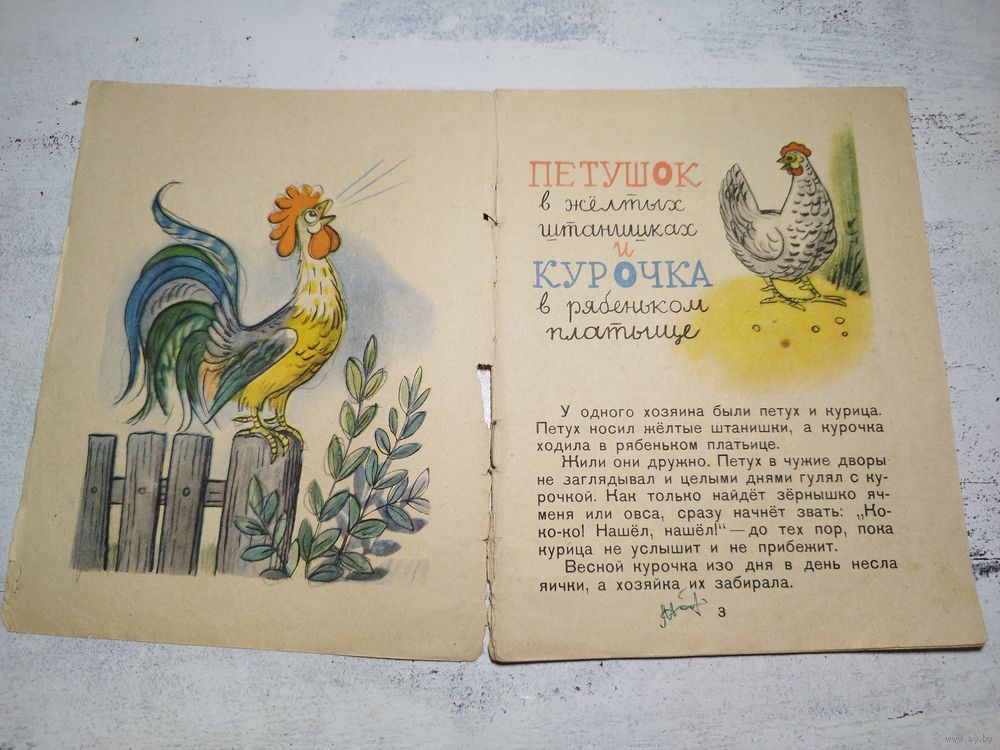 ПЕТУШОК
в жёлтых
штанишках
и
КУРОЧКА
в рябеньком
платьице
У одного хозяина были петух и курица.
Петух носил жёлтые штанишки, а курочка
ходила в рябеньком платьице.
Жили они дружно. Петух в чужие дворы
не заглядывал и целыми днями гулял с ку-
рочкой. Как только найдёт зёрнышко яч-
меня или овса, сразу начнёт звать: „Ко-
ко-ко! Нашёл, нашёл!“ — до тех пор, пока
курица не услышит и не прибежит.
Весной курочка изо дня в день несла
яички, а хозяйка их забирала.
3
www.ay.by